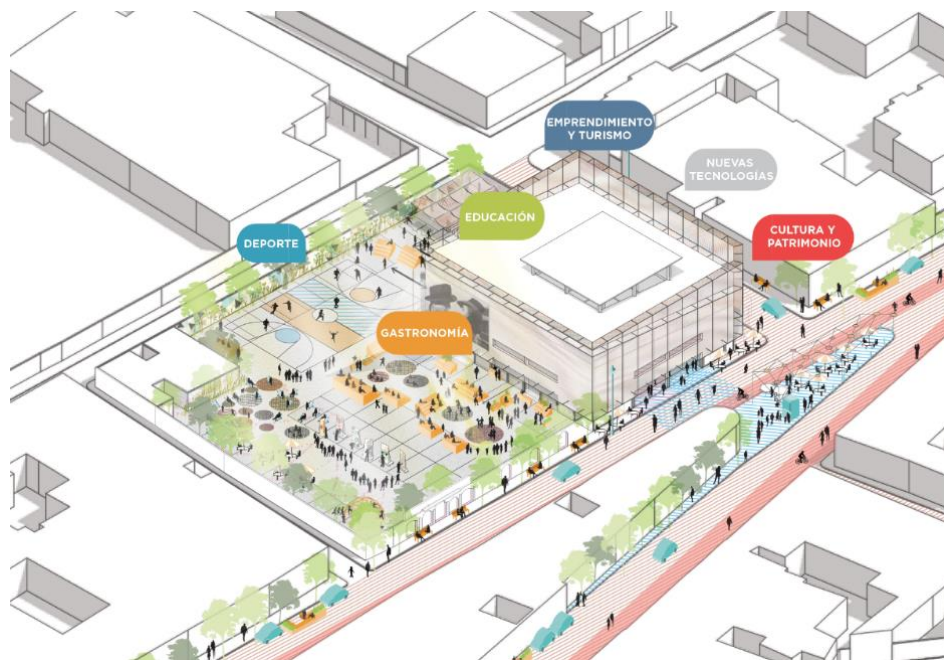 EMPRENDIMIENTO
Y TURISMO
NUEVAS
TECNOLOGÍAS
EDUCACIÓN
CULTURA Y
PATRIMONIO
DEPORTE
GASTRONOMÍA